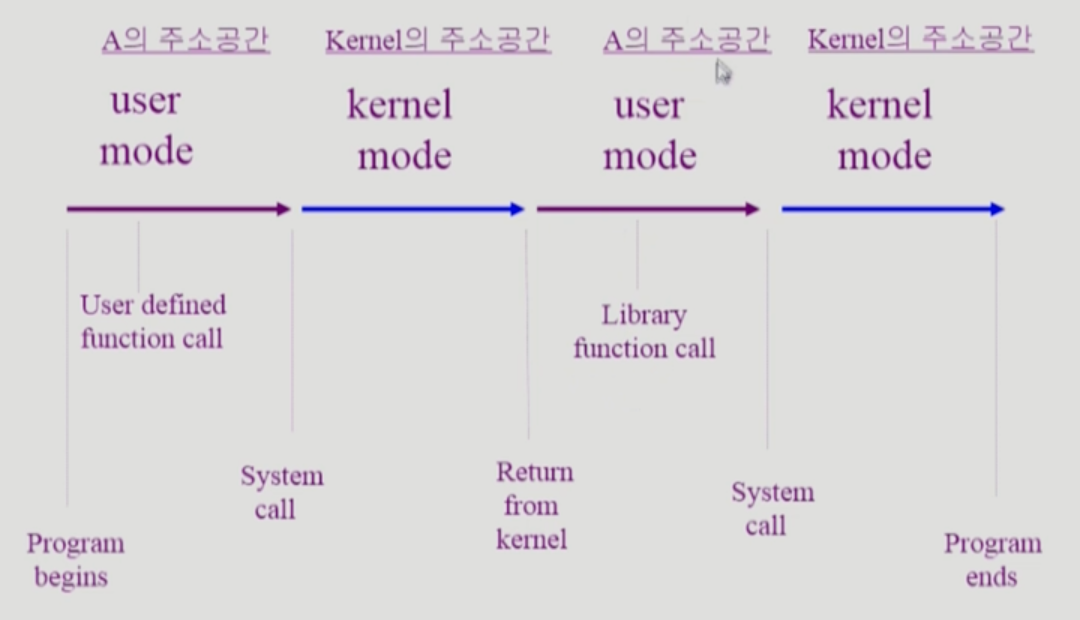 A의 주소공간
Kernel의 주소공간
A의 주소공간
Kernel의 주소공간
user
mode
kernel
mode
user
mode
kernel
mode
User defined
function call
Library
function call
System
call
Return
from
kernel
System
call
Program
begins
Program
ends